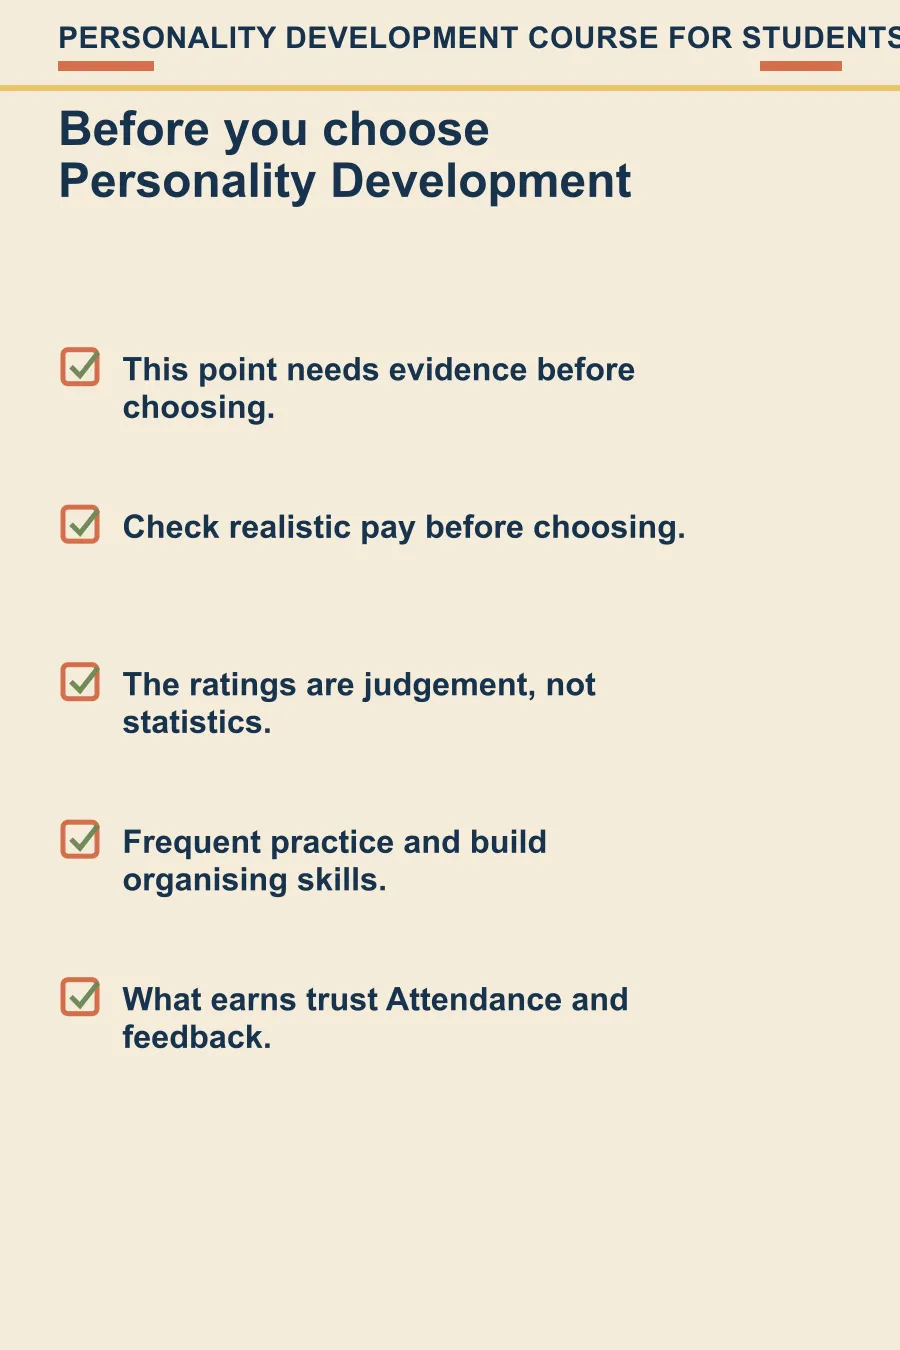 PERSONALITY DEVELOPMENT COURSE FOR STUDENTS
Before you choose
Personality Development
This point needs evidence before
choosing.
Check realistic pay before choosing.
The ratings are judgement, not
statistics.
Frequent practice and build
organising skills.
What earns trust Attendance and
feedback.